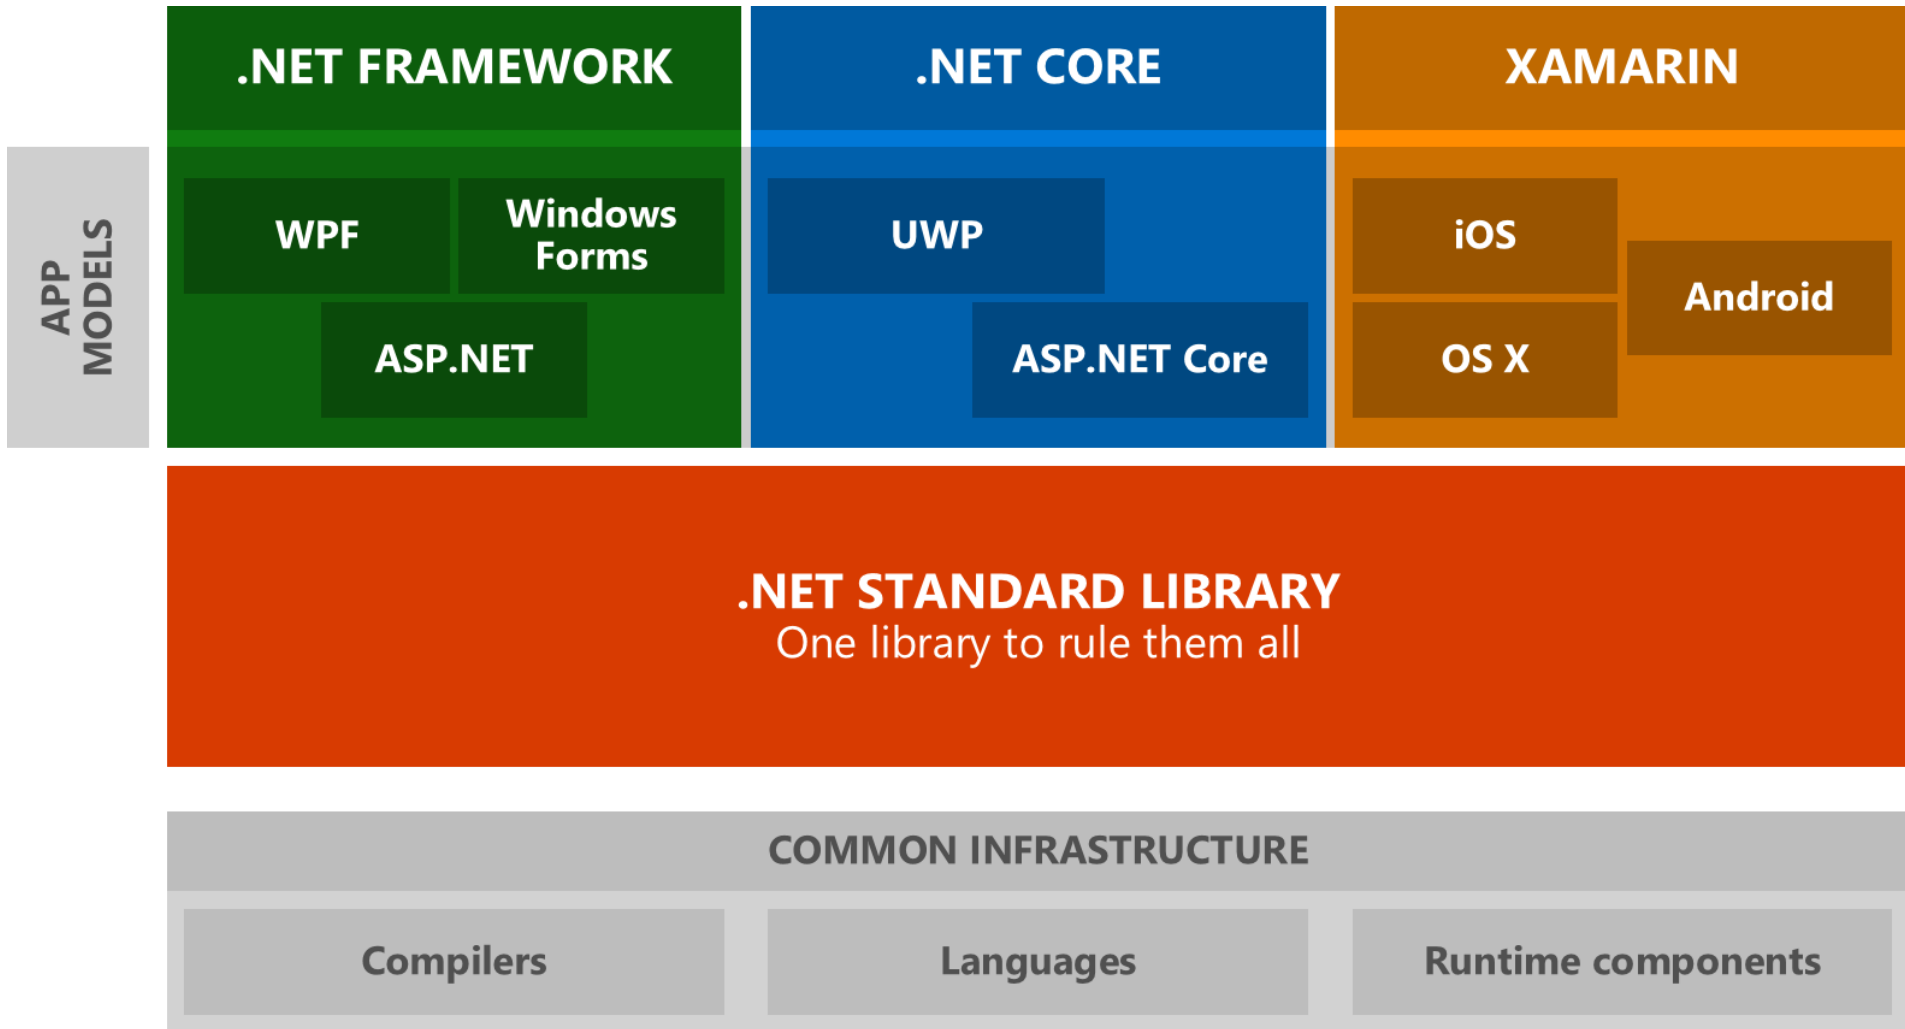 .NET FRAMEWORK
.NET CORE
XAMARIN
APP
MODELS
WPF
Windows
Forms
ASP.NET
UWP
ASP.NET Core
iOS
Android
OS X
.NET STANDARD LIBRARY
One library to rule them all
COMMON INFRASTRUCTURE
Compilers
Languages
Runtime components